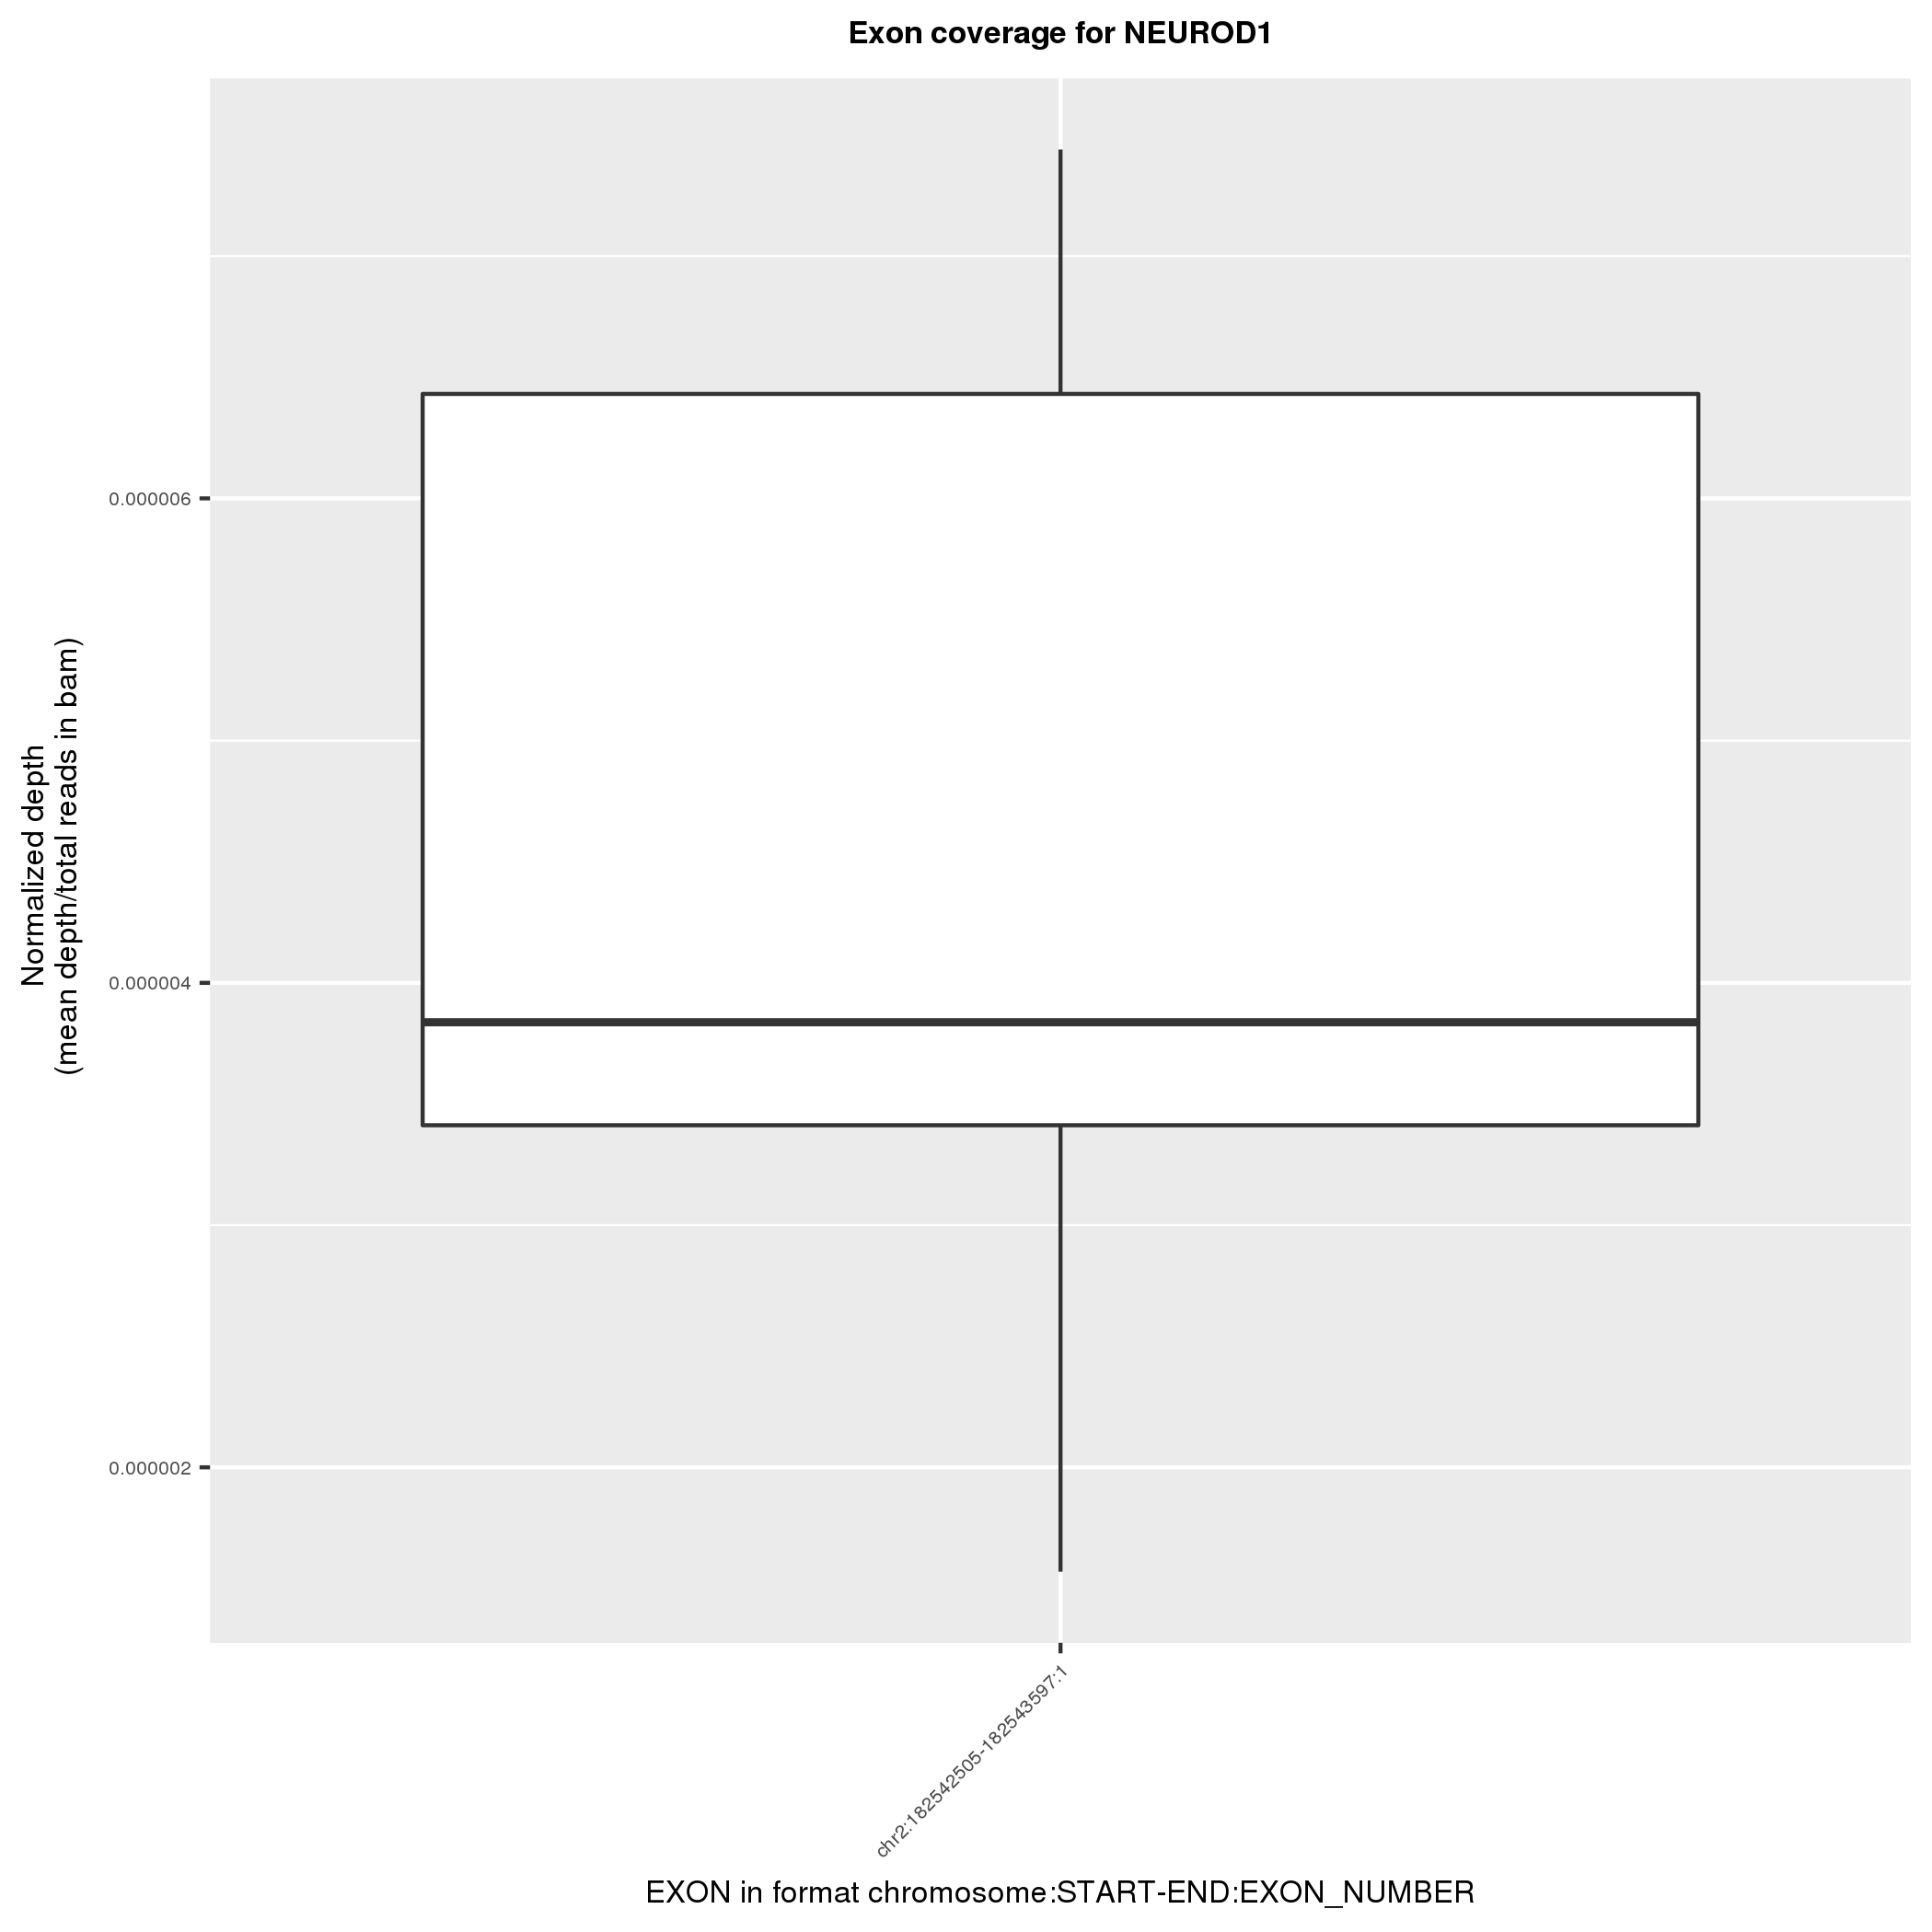 Exon coverage for NEUROD1
Normalized depth
(mean depth/total reads in bam)
0.000006
0.000004
0.000002
chr2:182542505-182543597:1
EXON in format chromosome:START-END:EXON_NUMBER